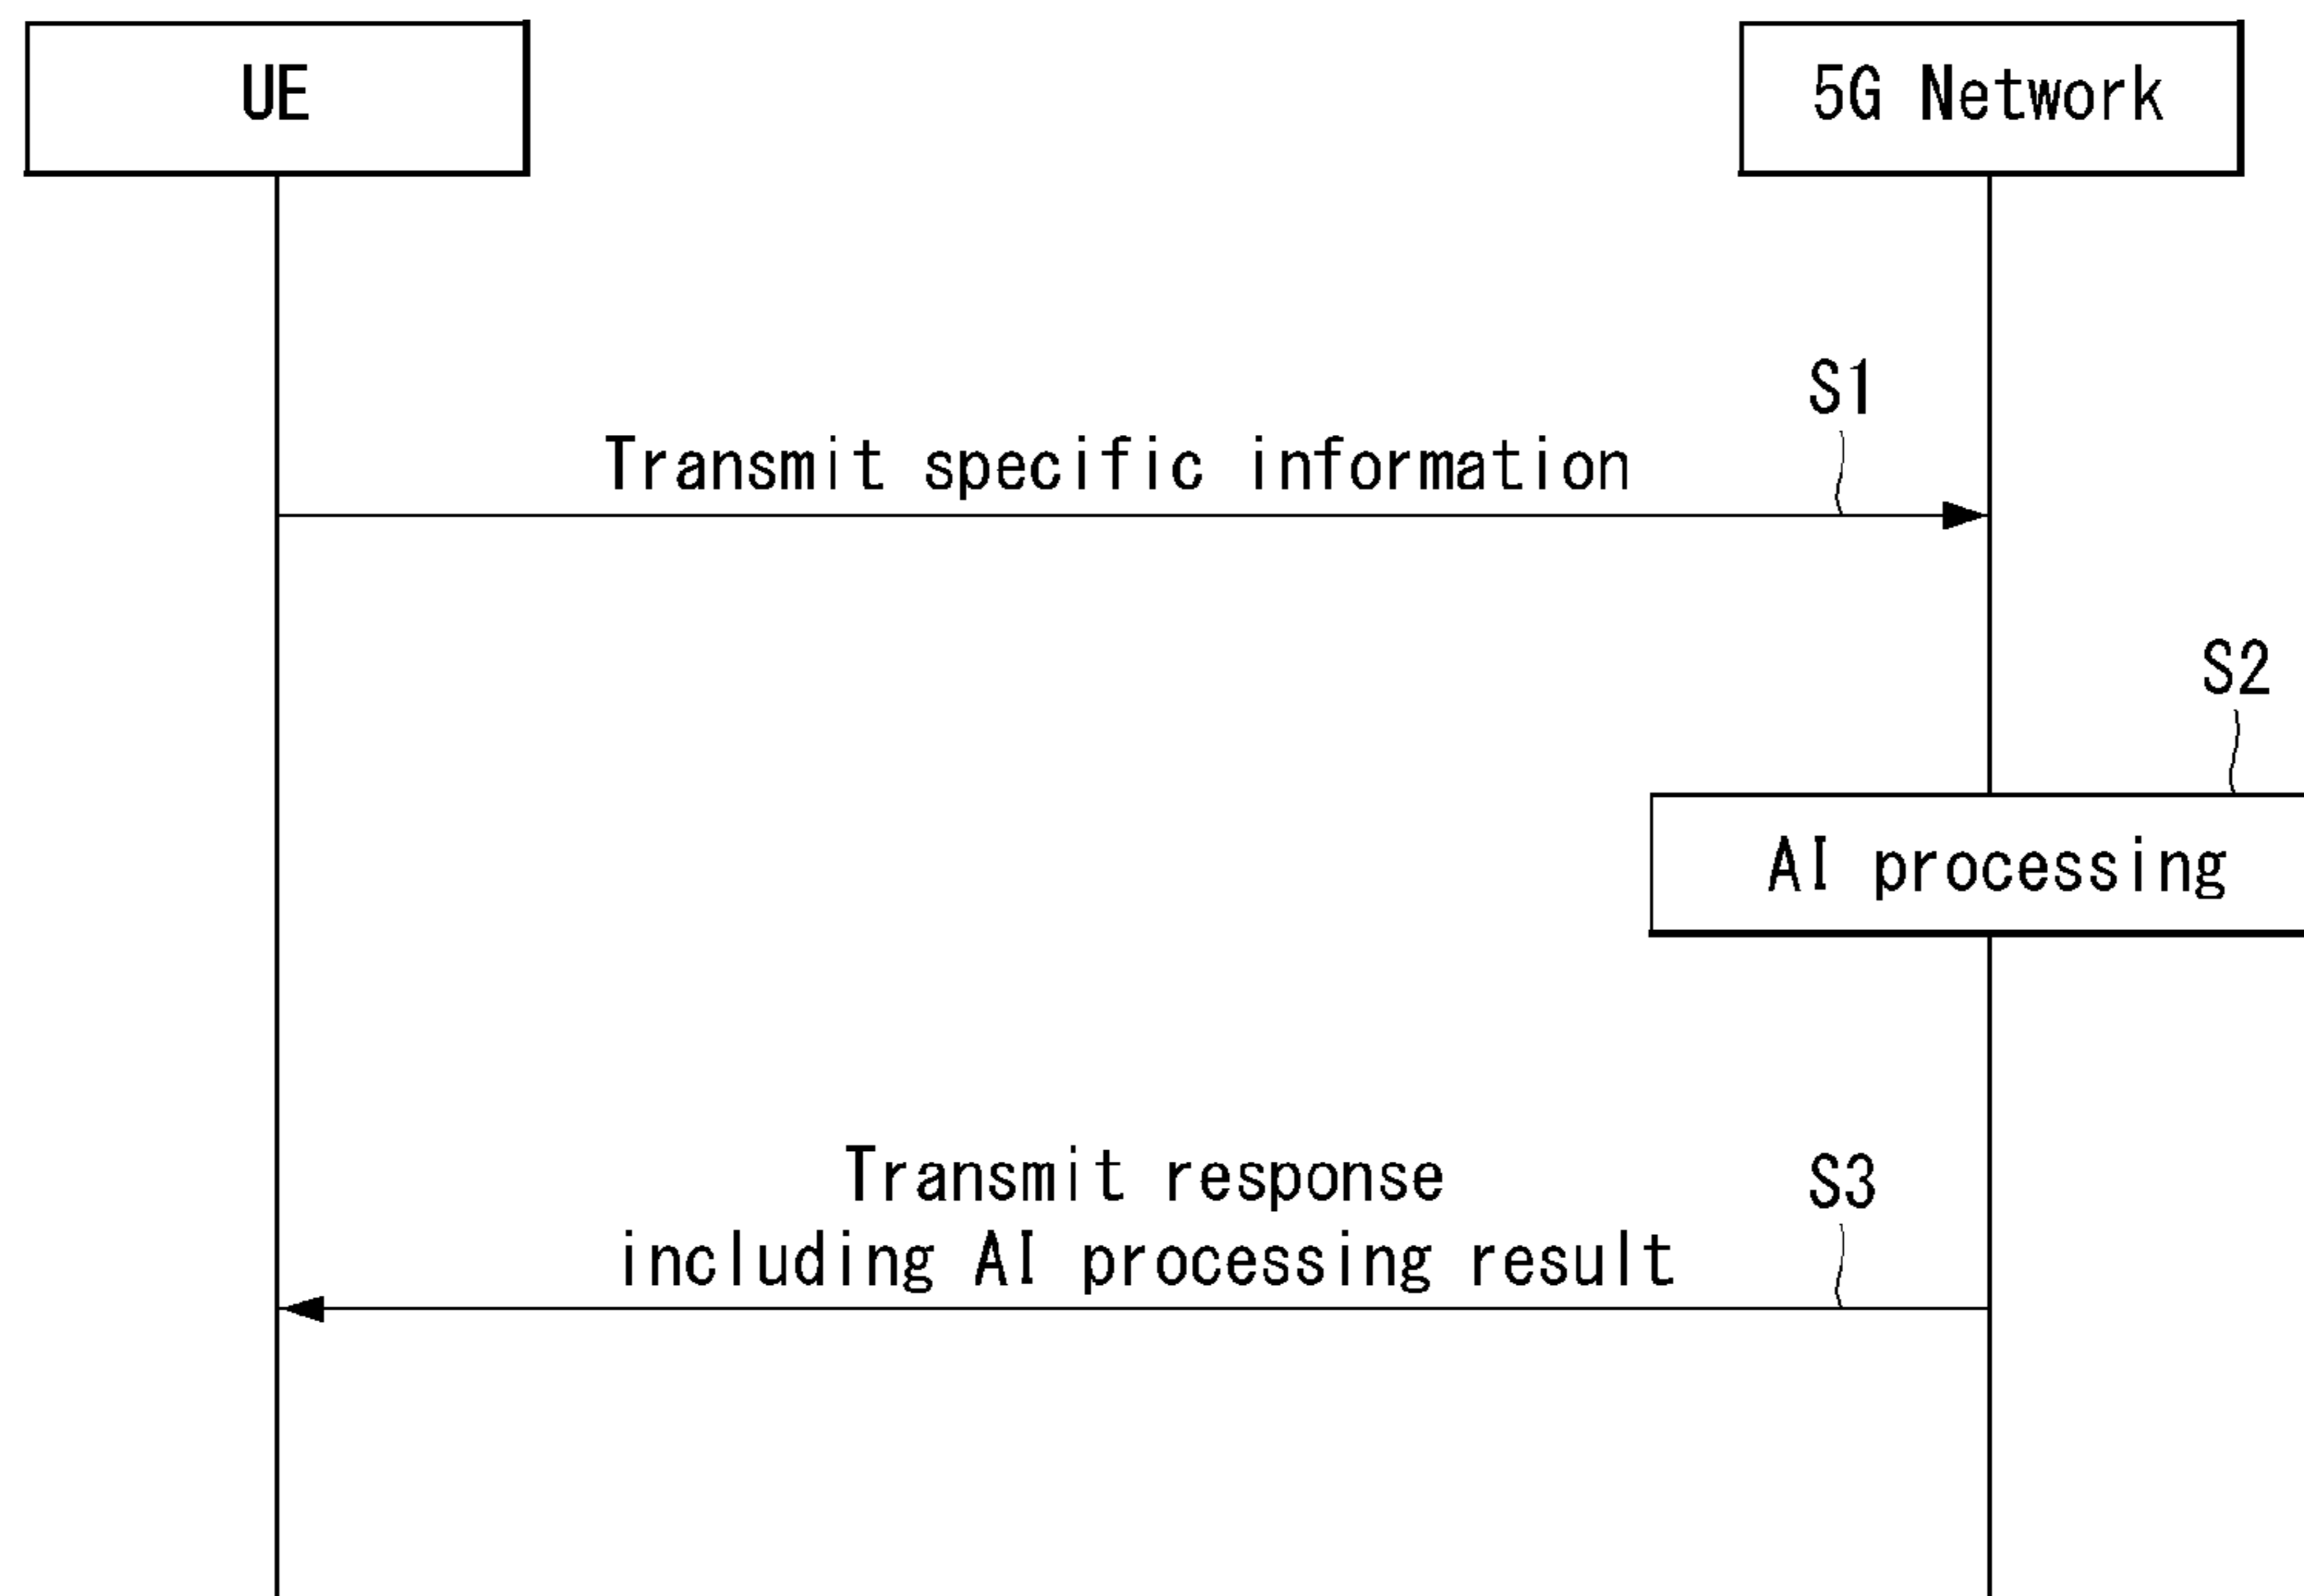 UE
5G Network
S1
Transmit specific information
S2
AI processing
Transmit response
S3
including AI processing result